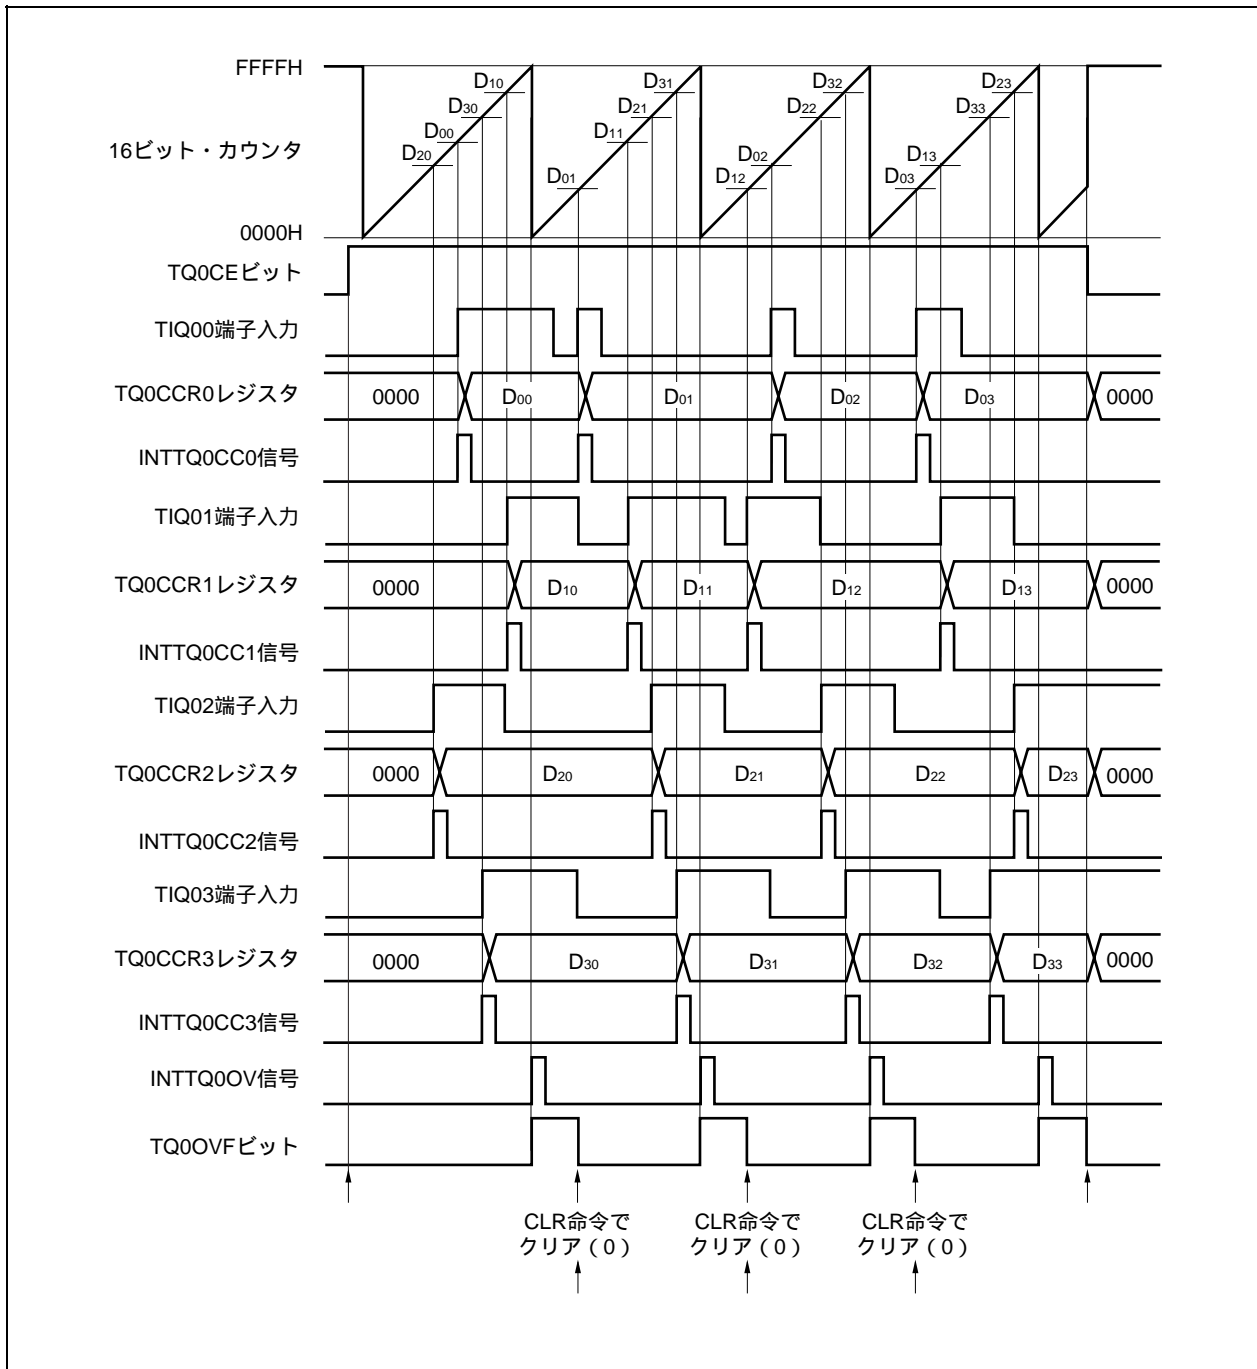 FFFFH
D10
D31
D32
D23
D30
D21
D22
D33
D00
D11
16ビット・カウンタ
D20
D02
D13
D01
D12
D03
0000H
TQ0CEビット
TIQ00端子入力
TQ0CCR0レジスタ 0000 D00 D01 D02 D03 0000
INTTQ0CC0信号
TIQ01端子入力
TQ0CCR1レジスタ 0000 D10 D11 D12 D13 0000
INTTQ0CC1信号
TIQ02端子入力
TQ0CCR2レジスタ 0000 D20 D21 D22 D23 0000
INTTQ0CC2信号
TIQ03端子入力
TQ0CCR3レジスタ 0000 D30 D31 D32 D33 0000
INTTQ0CC3信号
INTTQ0OV信号
TQ0OVFビット
CLR命令で
クリア(0)
CLR命令で
クリア(0)
CLR命令で
クリア(0)